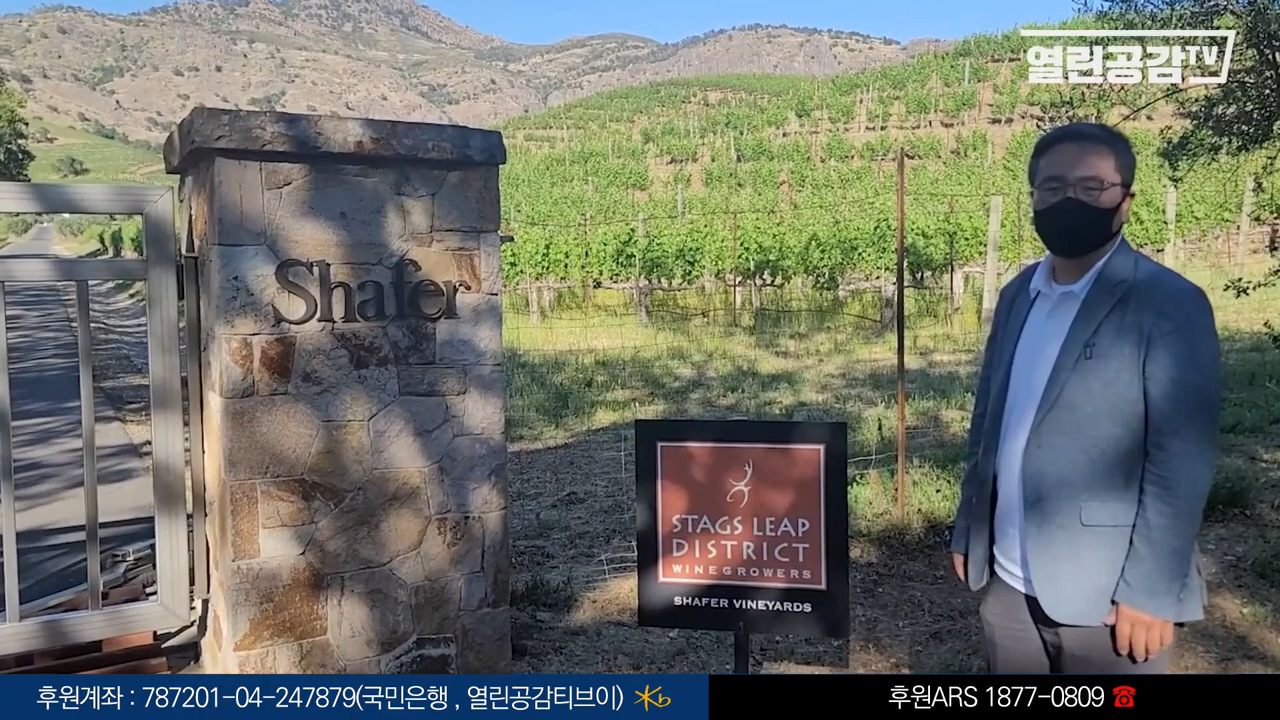 열린공감TV
Shafer
STAGS LEAP
DISTRICT
WINEGROWERS
SHAFER VINEYARDS
후원계좌 : 787201-04-247879(국민은행 , 열린공감티브이)
후원ARS 1877-0809